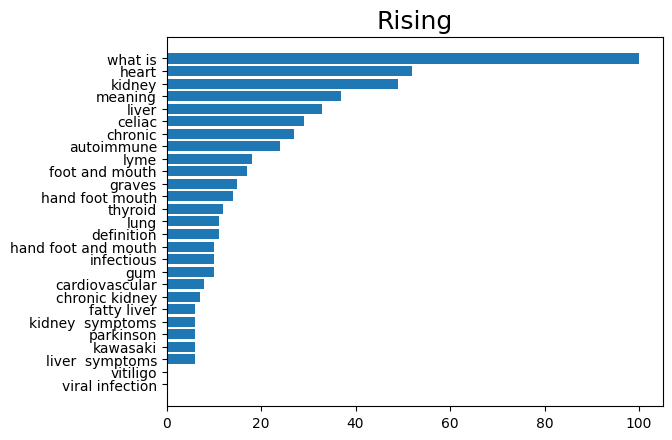 Rising
what is
heart
kidney
meaning
liver
celiac
chronic
autoimmune
lyme
foot and mouth
graves
hand foot mouth
thyroid
lung
definition
hand foot and mouth
infectious
gum
cardiovascular
chronic kidney
fatty liver
kidney  symptoms
parkinson
kawasaki
liver  symptoms
vitiligo
viral infection
0 20 40 60 80 100